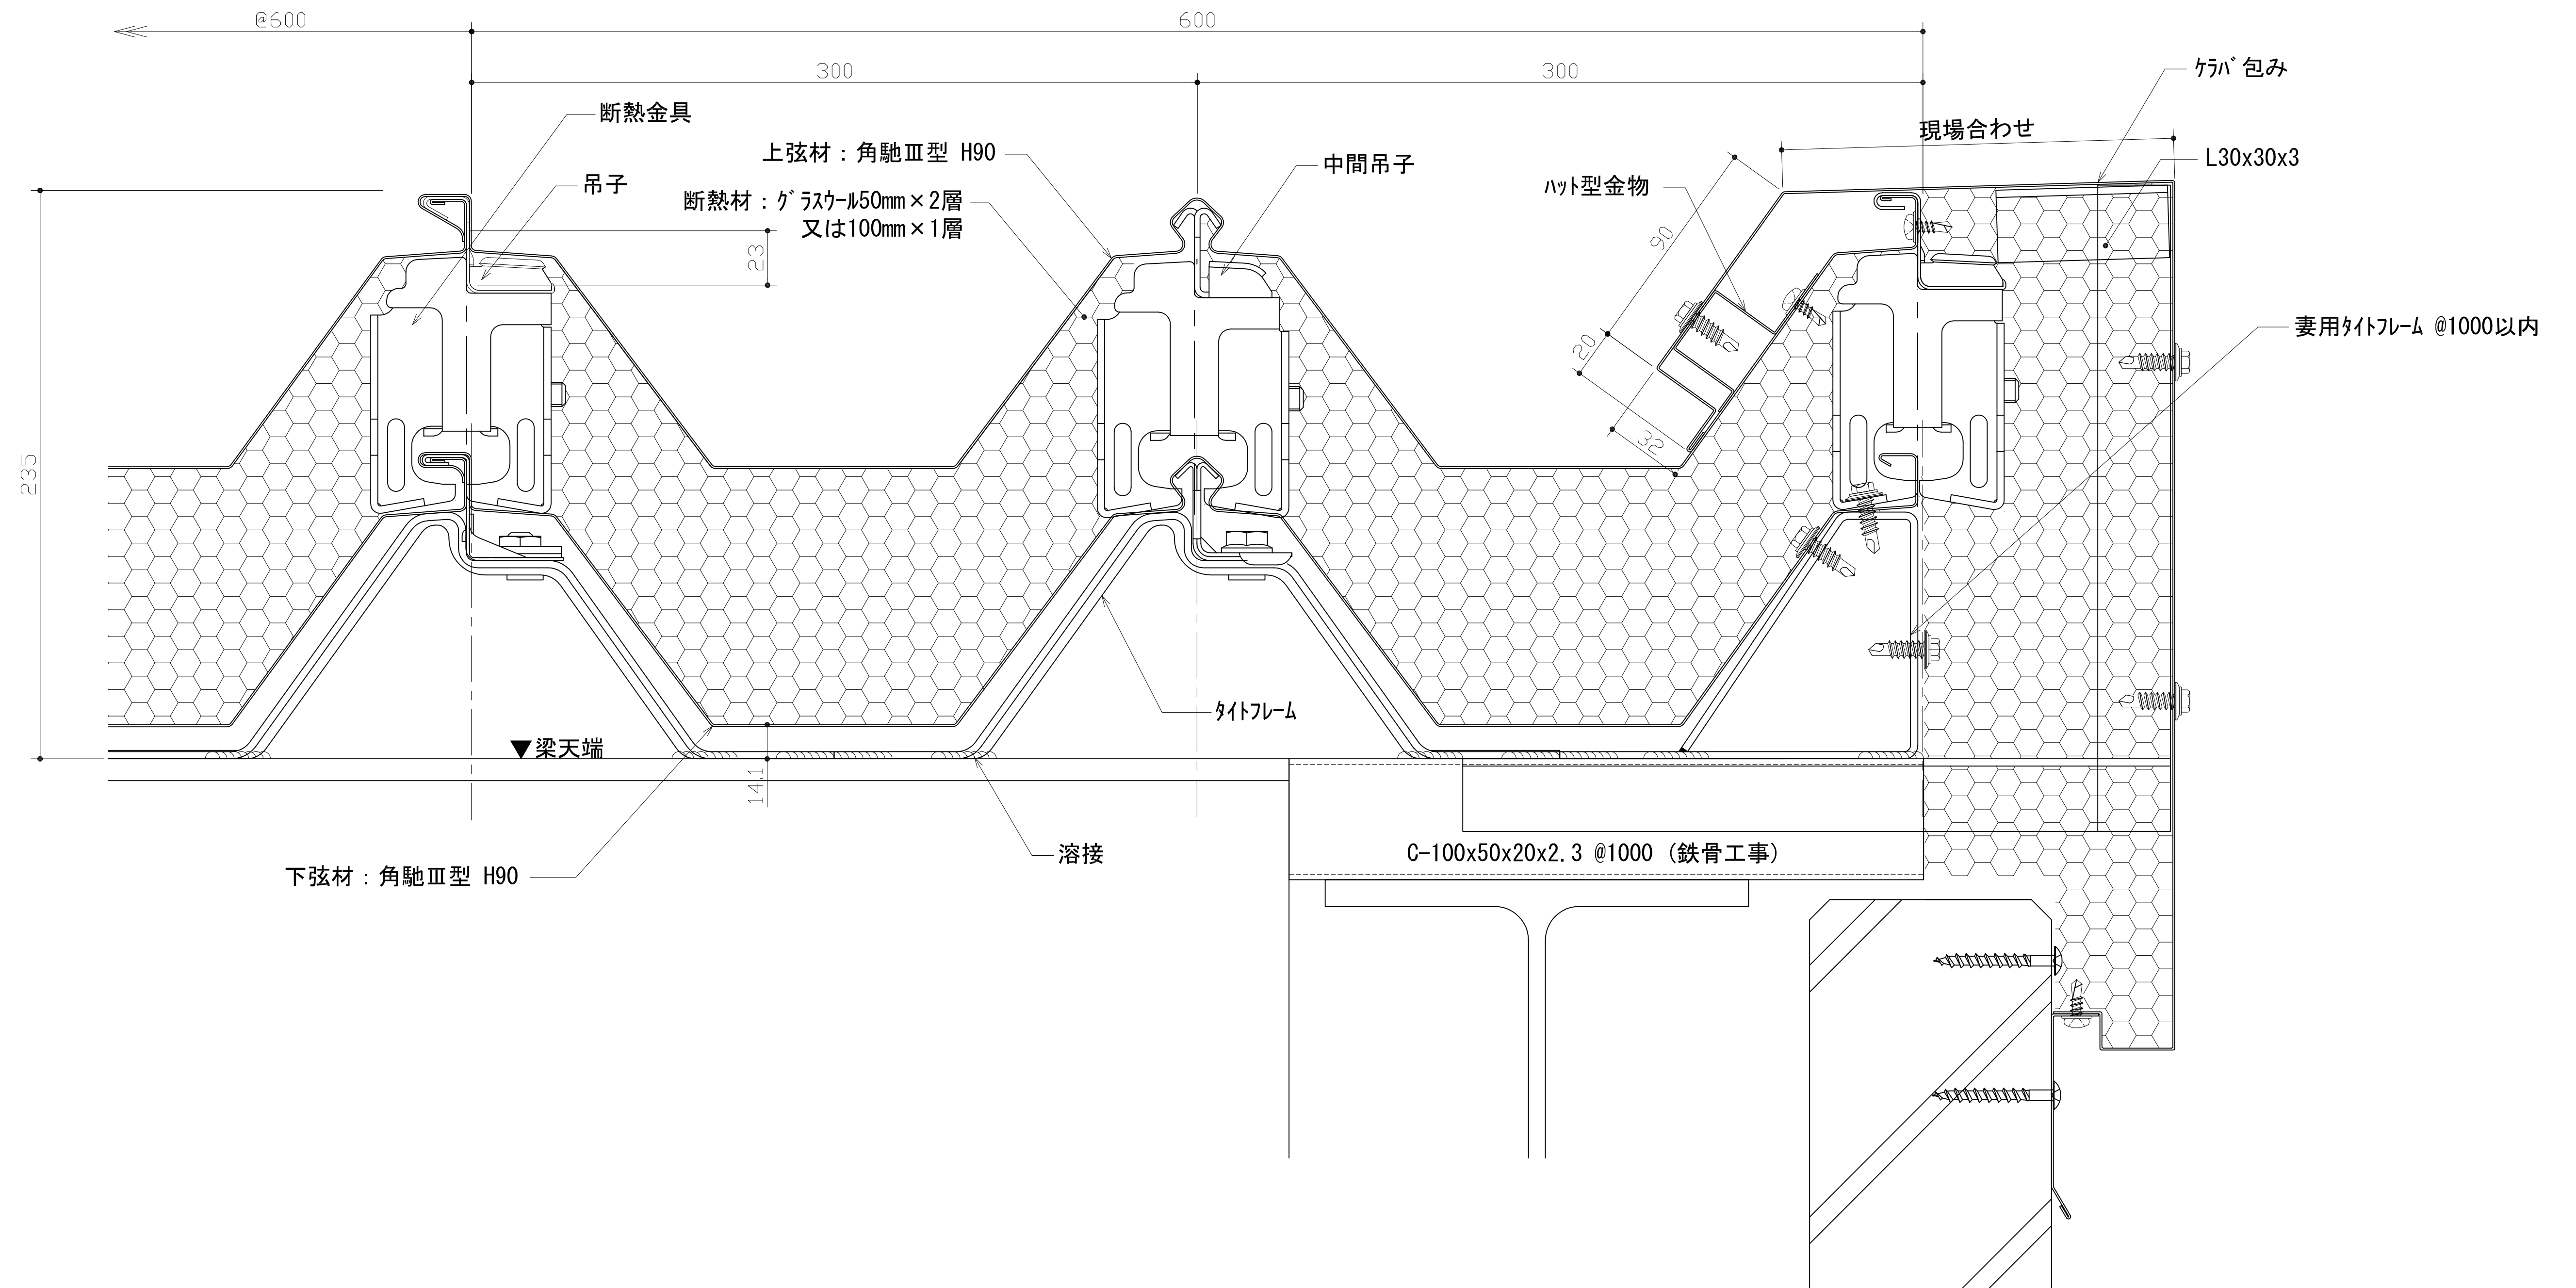 @600
600
300
300
ｹﾗﾊﾞ包み
断熱金具
現場合わせ
上弦材：角馳Ⅲ型 H90
中間吊子
L30x30x3
吊子
ﾊｯﾄ型金物
断熱材：ｸﾞﾗｽｳｰﾙ50mm×2層
又は100mm×1層
23
90
妻用ﾀｲﾄﾌﾚｰﾑ @1000以内
20
32
235
ﾀｲﾄﾌﾚｰﾑ
▼梁天端
14.1
溶接
C-100x50x20x2.3 @1000 (鉄骨工事)
下弦材：角馳Ⅲ型 H90